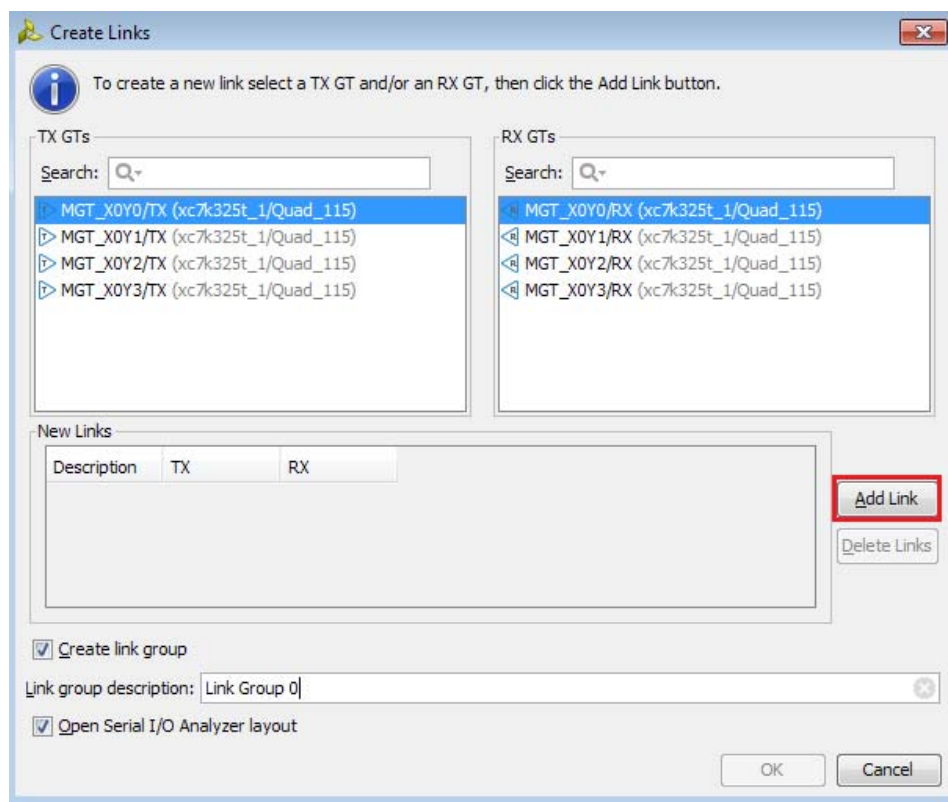 Create Links
To create a new link select a TX GT and/or an RX GT, then click the Add Link button.
TX GTs
Search:
MGT_X0Y0/TX (xc7k325t_1/Quad_115)
MGT_X0Y1/TX (xc7k325t_1/Quad_115)
MGT_X0Y2/TX (xc7k325t_1/Quad_115)
MGT_X0Y3/TX (xc7k325t_1/Quad_115)
RX GTs
Search:
MGT_X0Y0/RX (xc7k325t_1/Quad_115)
MGT_X0Y1/RX (xc7k325t_1/Quad_115)
MGT_X0Y2/RX (xc7k325t_1/Quad_115)
MGT_X0Y3/RX (xc7k325t_1/Quad_115)
New Links
Description TX RX
Add Link
Delete Links
Create link group
Link group description: Link Group 0
Open Serial I/O Analyzer layout
OK Cancel